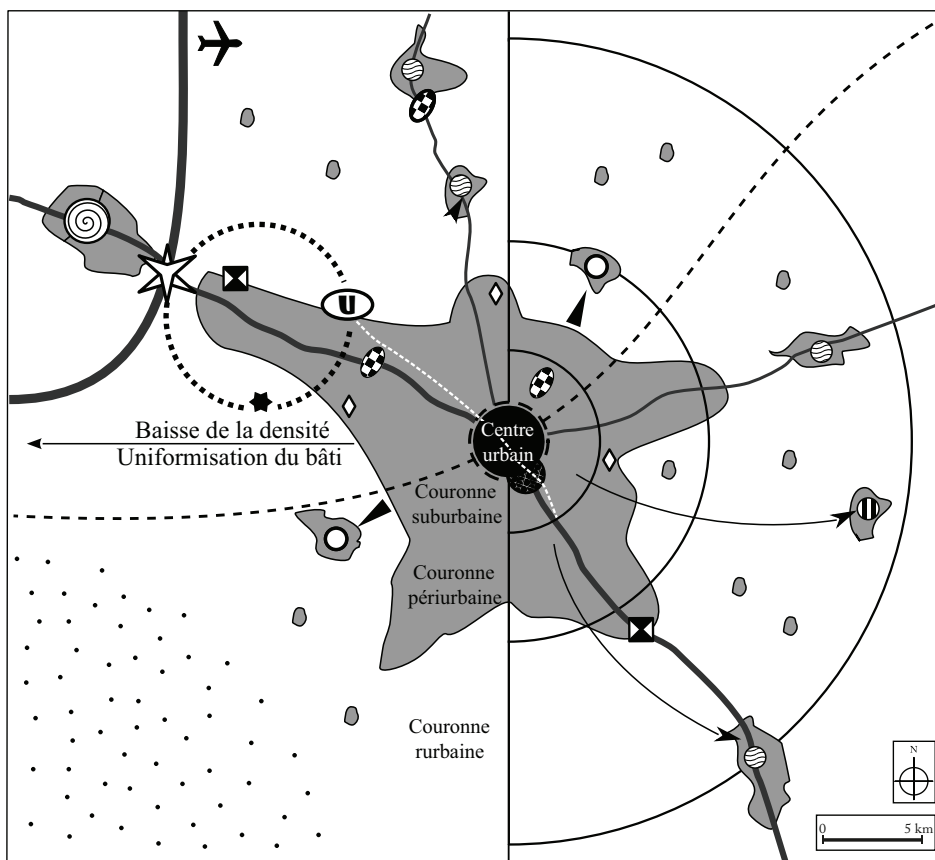 U
Baisse de la densité
Uniformisation du bâti
Centre
urbain
Couronne
suburbaine
Couronne
périurbaine
Couronne
rurbaine
N
0 5 km